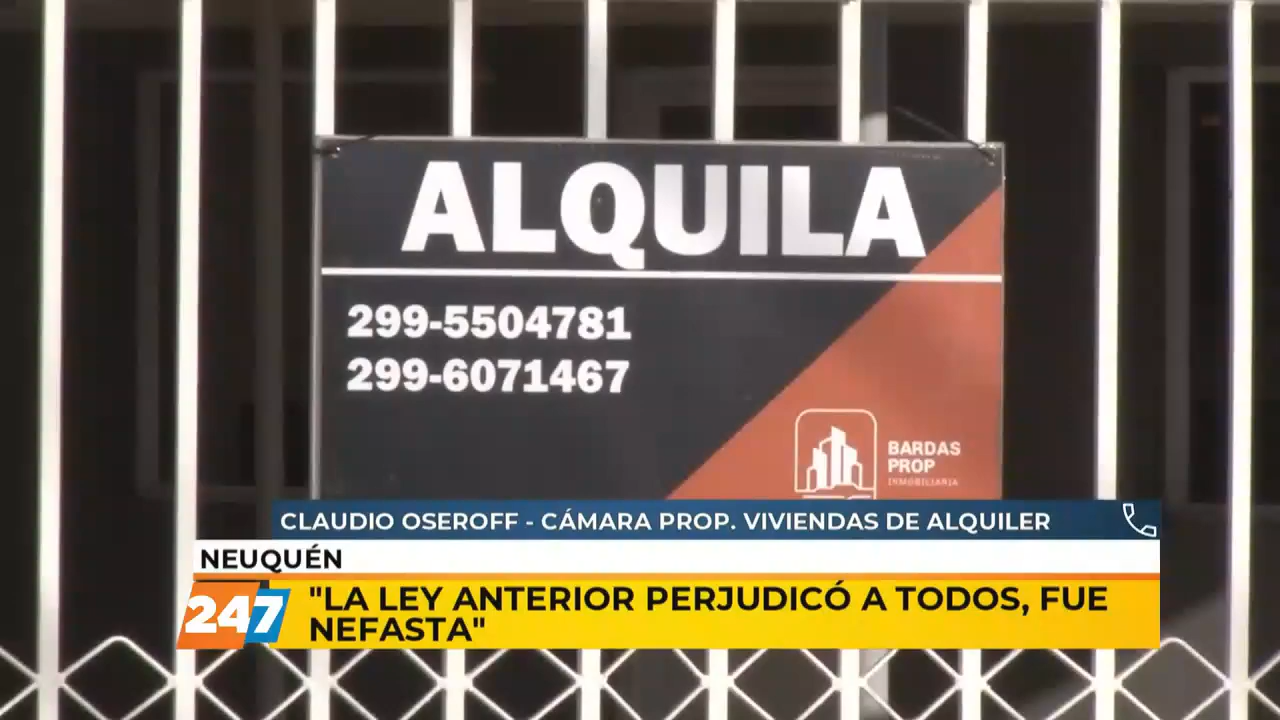 ALQUILA
299-5504781
299-6071467
BARDAS
PROP
INMOBILIARIA
CLAUDIO OSEROFF - CÁMARA PROP. VIVIENDAS DE ALQUILER
NEUQUÉN
247
"LA LEY ANTERIOR PERJUDICÓ A TODOS, FUE
NEFASTA"